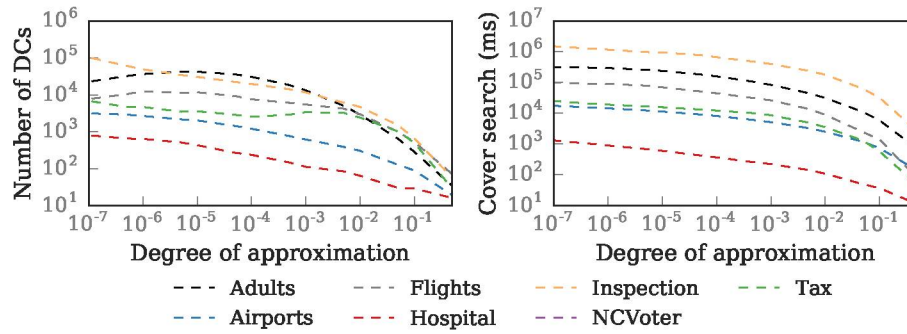 Number of DCs
10^6
10^5
10^4
10^3
10^2
10^1
10^-7 10^-6 10^-5 10^-4 10^-3 10^-2 10^-1
Degree of approximation
Cover search (ms)
10^7
10^6
10^5
10^4
10^3
10^2
10^1
10^-7 10^-6 10^-5 10^-4 10^-3 10^-2 10^-1
Degree of approximation
Adults Flights Inspection Tax
Airports Hospital NCVoter